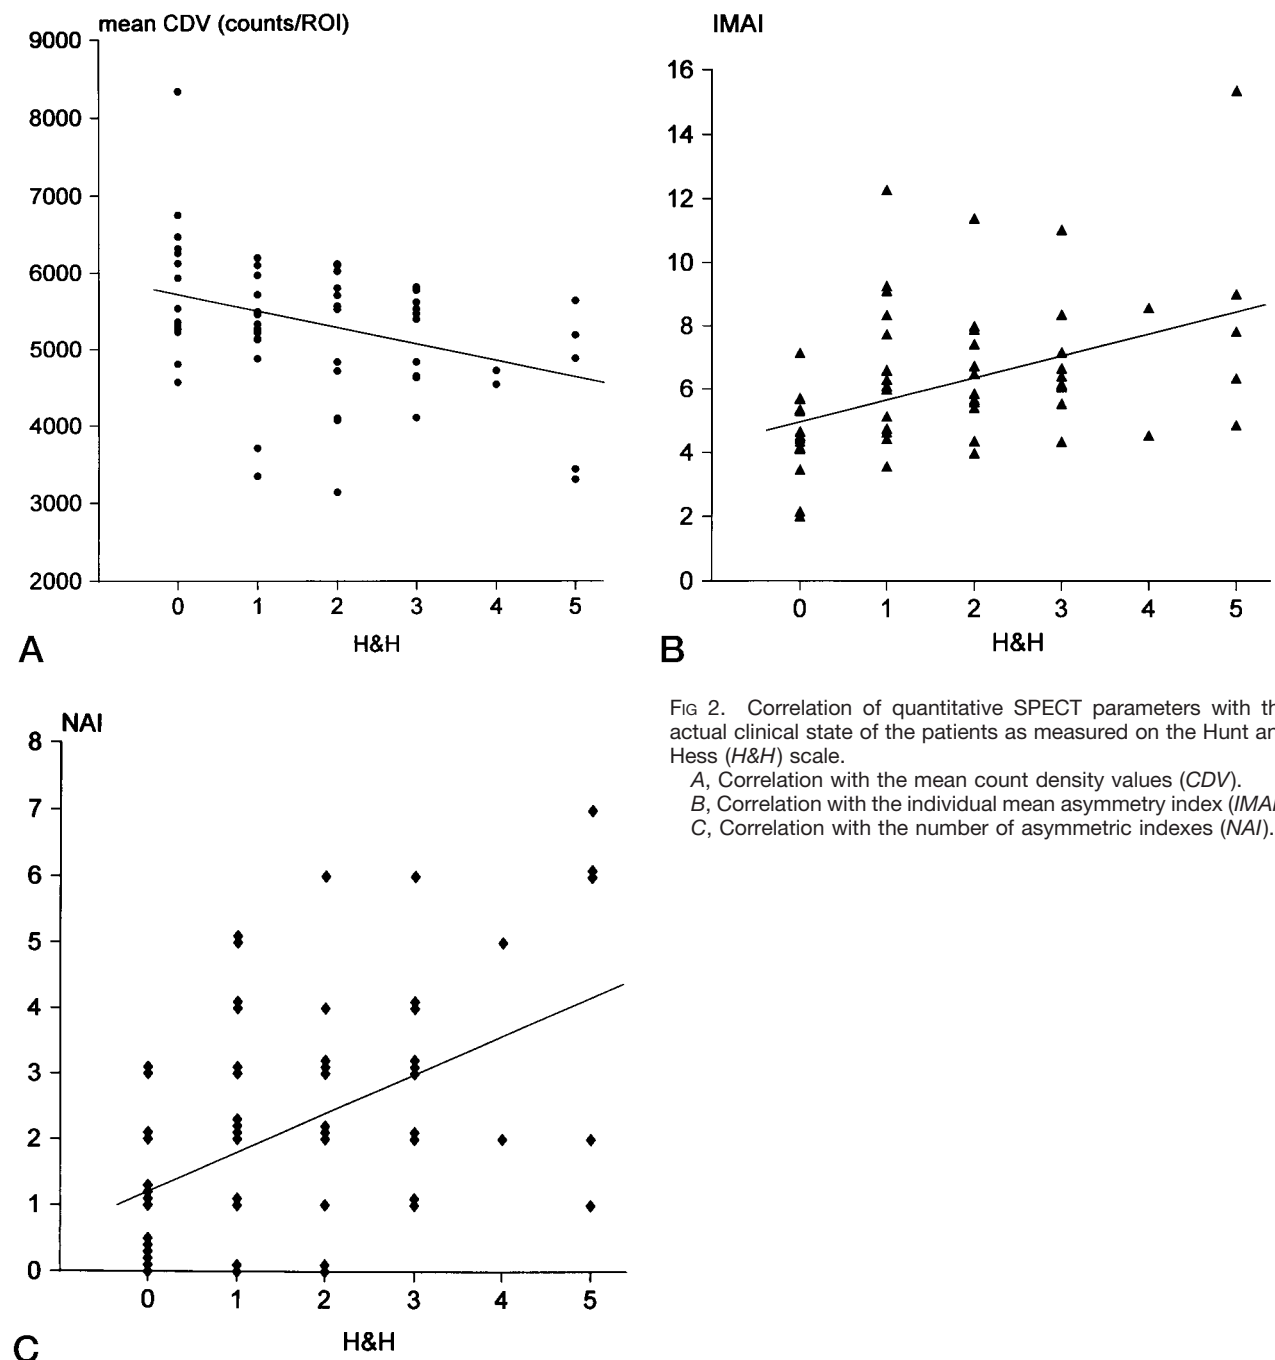 mean CDV (counts/ROI)
9000
8000
7000
6000
5000
4000
3000
2000
0 1 2 3 4 5
H&H
A
IMAI
16
14
12
10
8
6
4
2
0
0 1 2 3 4 5
H&H
B
NAI
8
7
6
5
4
3
2
1
0
0 1 2 3 4 5
H&H
C
FIG 2. Correlation of quantitative SPECT parameters with th
actual clinical state of the patients as measured on the Hunt an
Hess (H&H) scale.
A, Correlation with the mean count density values (CDV).
B, Correlation with the individual mean asymmetry index (IMAI
C, Correlation with the number of asymmetric indexes (NAI).